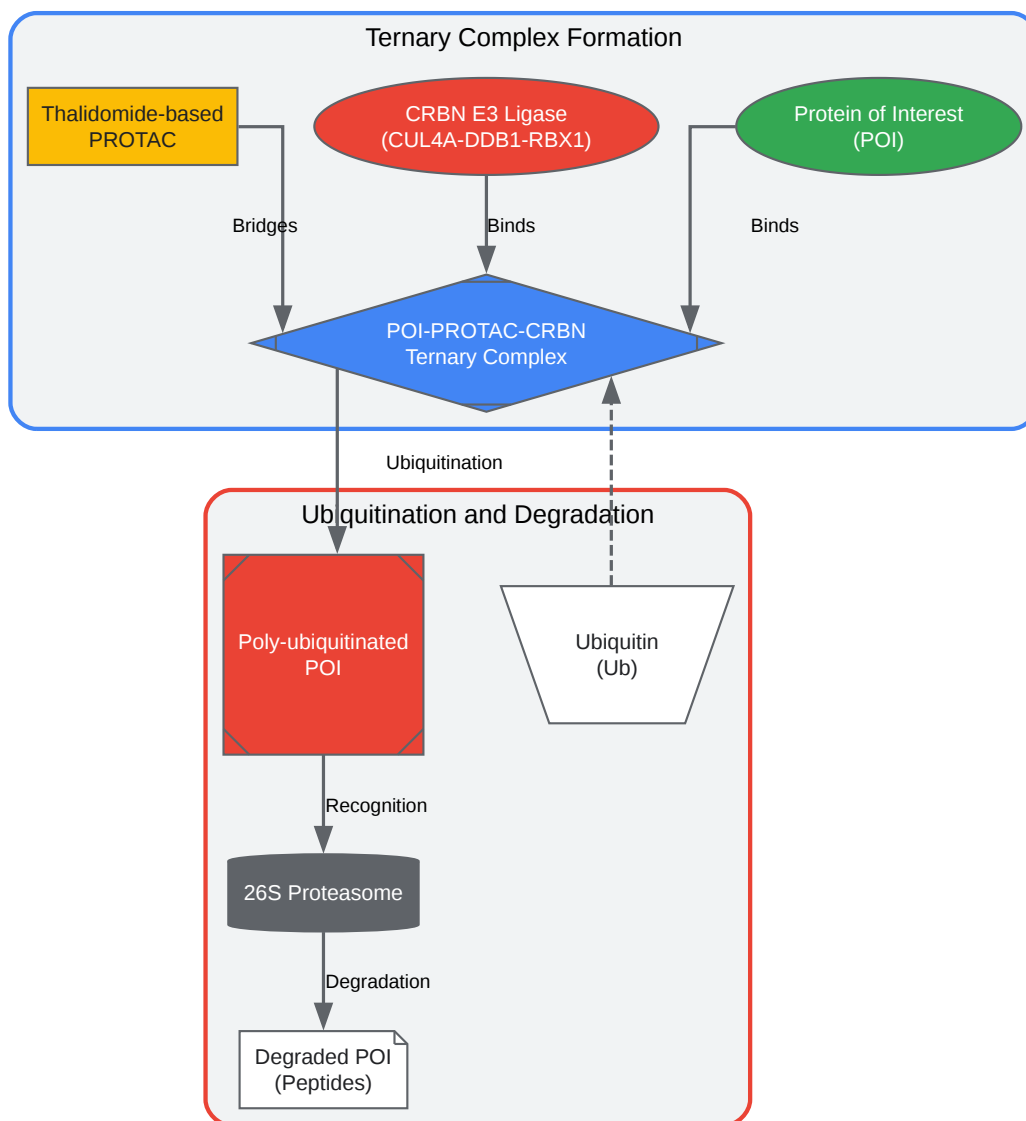 Ternary Complex Formation
Thalidomide-based
PROTAC
CRBN E3 Ligase
(CUL4A-DDB1-RBX1)
Protein of Interest
(POI)
Bridges
Binds
Binds
POI-PROTAC-CRBN
Ternary Complex
Ubiquitination
Ubiquitination and Degradation
Poly-ubiquitinated
POI
Ubiquitin
(Ub)
Recognition
26S Proteasome
Degradation
Degraded POI
(Peptides)